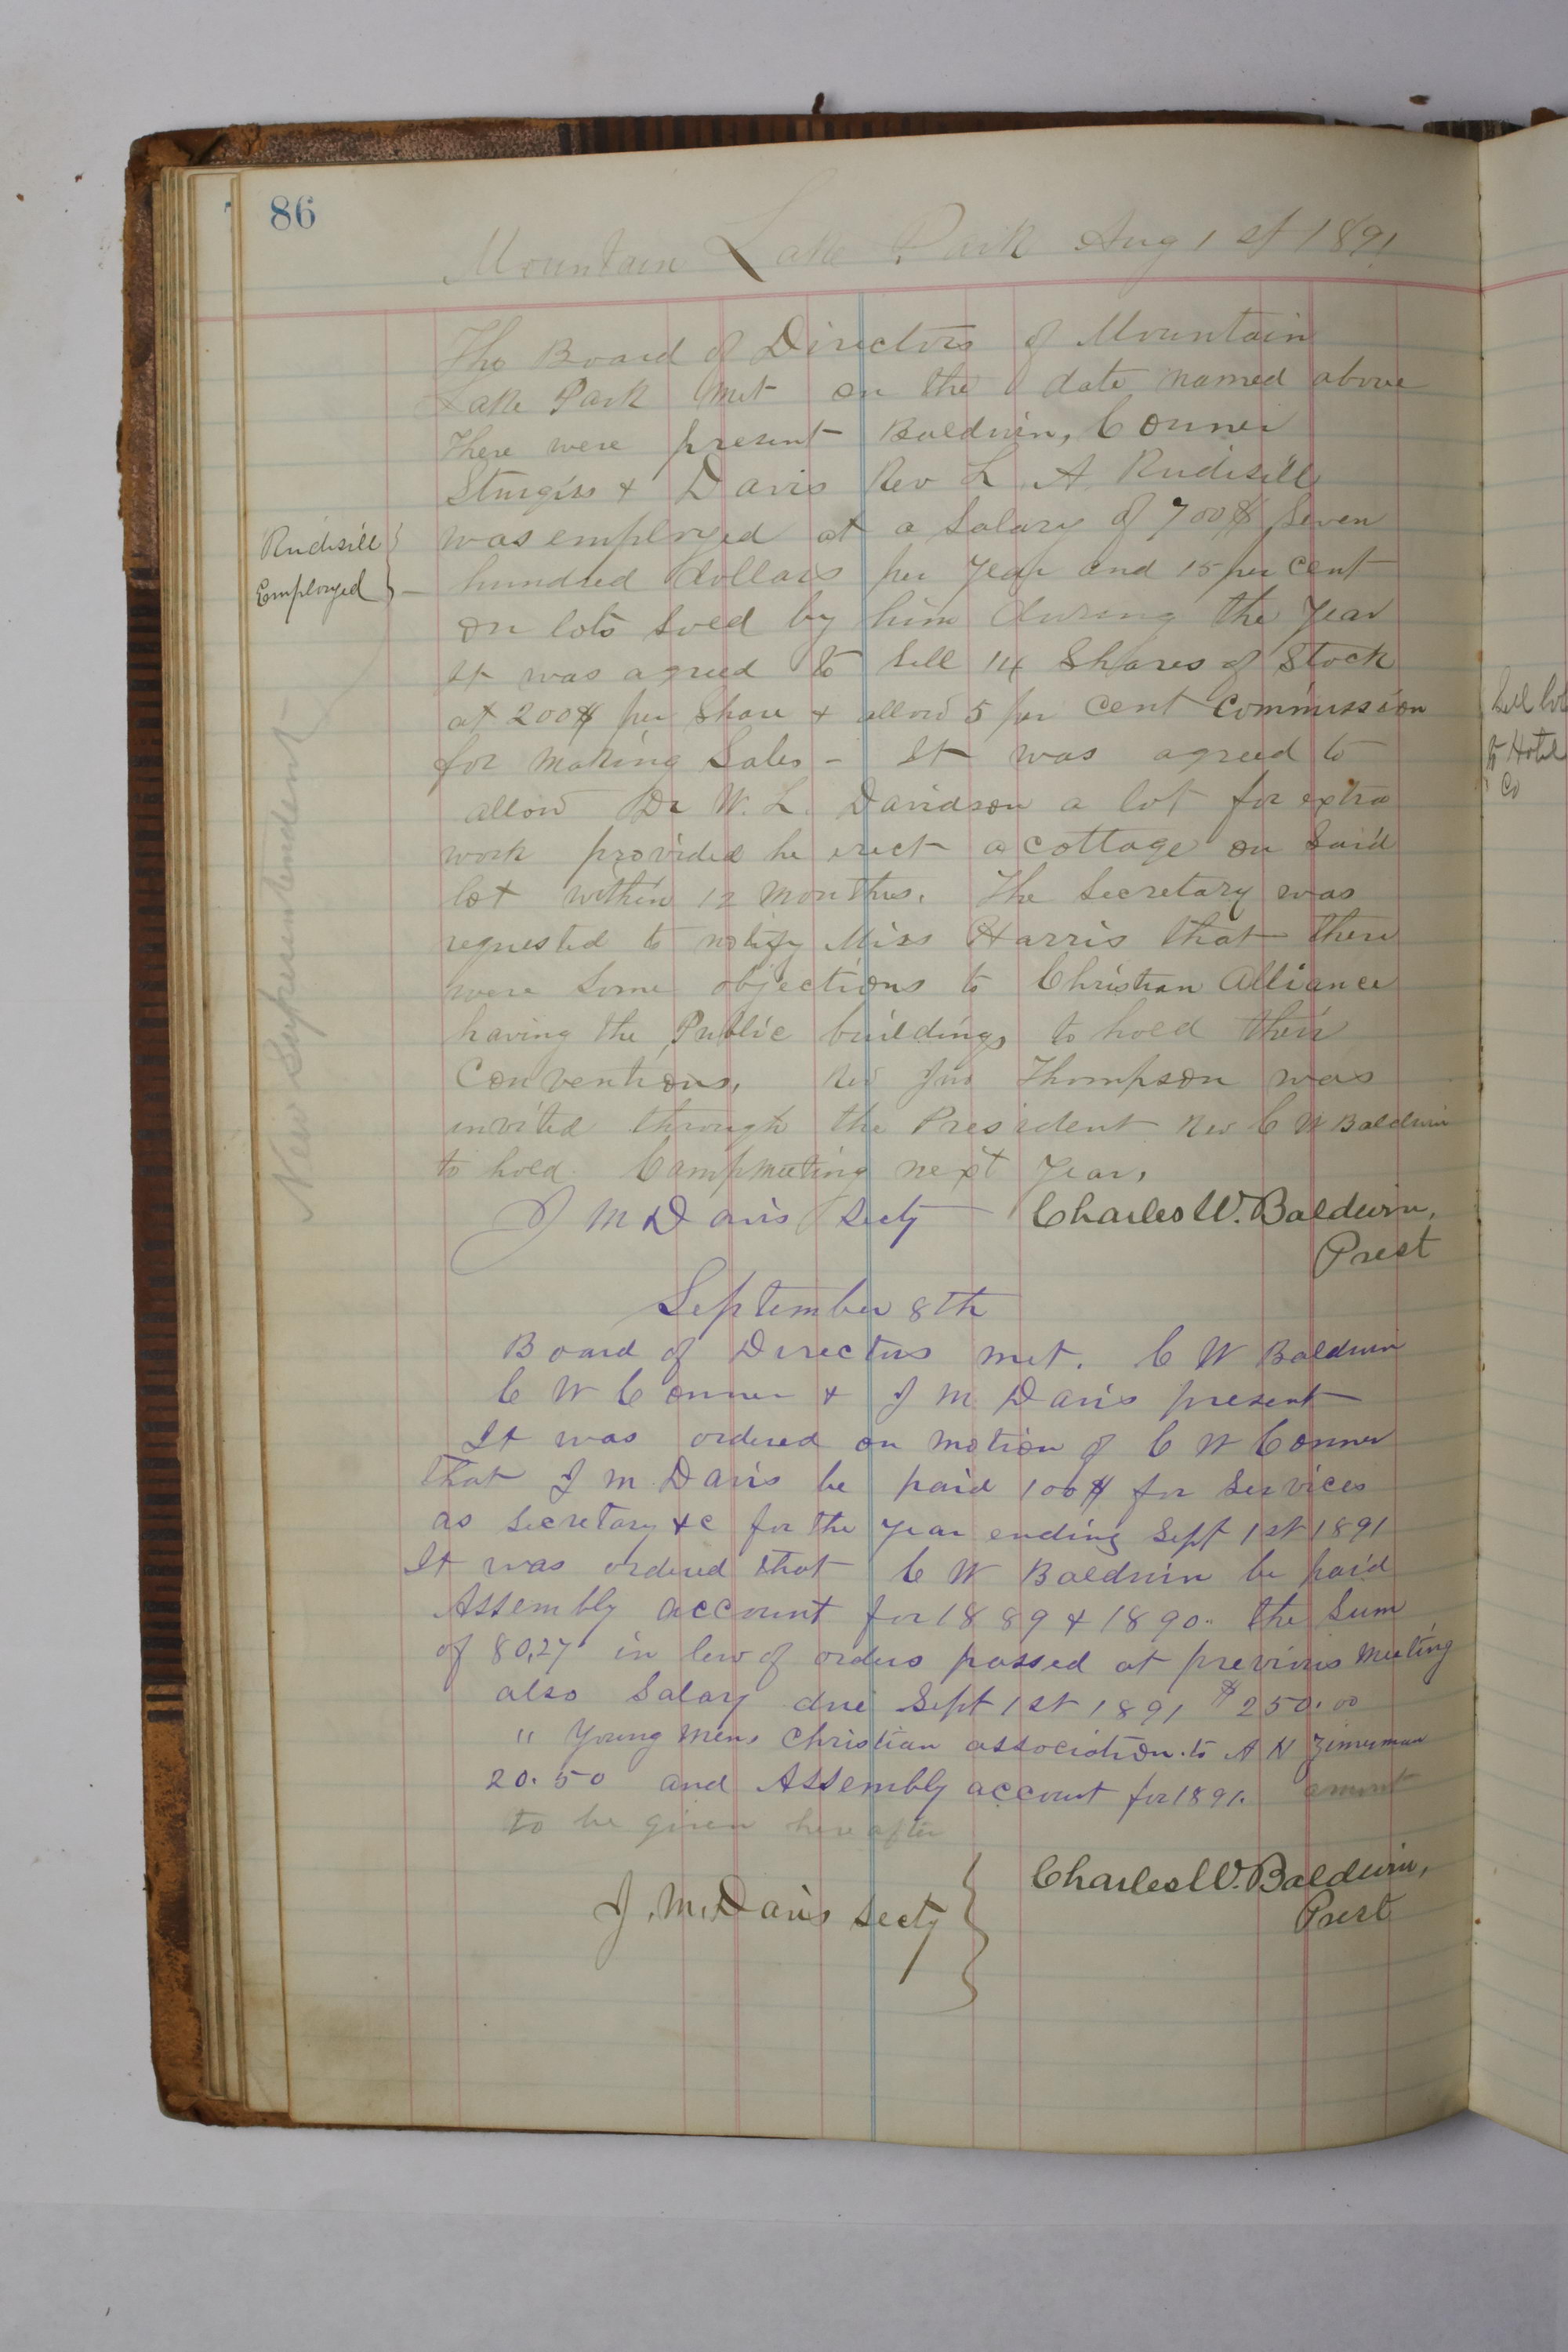 86
Mountain Lake Park Aug 1st 1891
The Board of Directors of Mountain
Lake Park met on the date named above
There were present Baldwin, Conner
Sturgiss & Davis Rev L. A. Rudisill
Rudisill
Employed
was employed at a Salary of 700$ Seven
hundred dollars per year and 15 per cent
on lots sold by him during the year
It was agreed to sell 14 Shares of Stock
at 200$ per Share & allow 5 per cent Commission
for making Sales - It was agreed to
allow Dr W. L. Davidson a lot for extra
work provided he erect a cottage on said
lot within 12 months. The Secretary was
requested to notify Miss Harris that there
were some objections to Christian Alliance
having the Public buildings to hold their
Conventions. Rev Jno Thompson was
invited through the President Rev C W Baldwin
to hold Campmeeting next year.
New Superintendent
J M Davis Secty Charles W. Baldwin,
Prest
September 8th
Board of Directors met. C W Baldwin
C W Conner & J M Davis present
It was ordered on motion of C W Conner
that J M Davis be paid 100$ for services
as Secretary &c for the year ending Sept 1st 1891
It was ordered that C W Baldwin be paid
Assembly account for 1889 & 1890. the Sum
of 80,27 in lew of orders passed at previous meeting
also Salary due Sept 1st 1891 $250.00
" Young Mens Christian association. to A N Zimerman
20.50 and Assembly account for 1891. amount
to be given hereafter
J. M. Davis Secty
Charles W. Baldwin,
Prest
Sell lot
to Hotel
Co